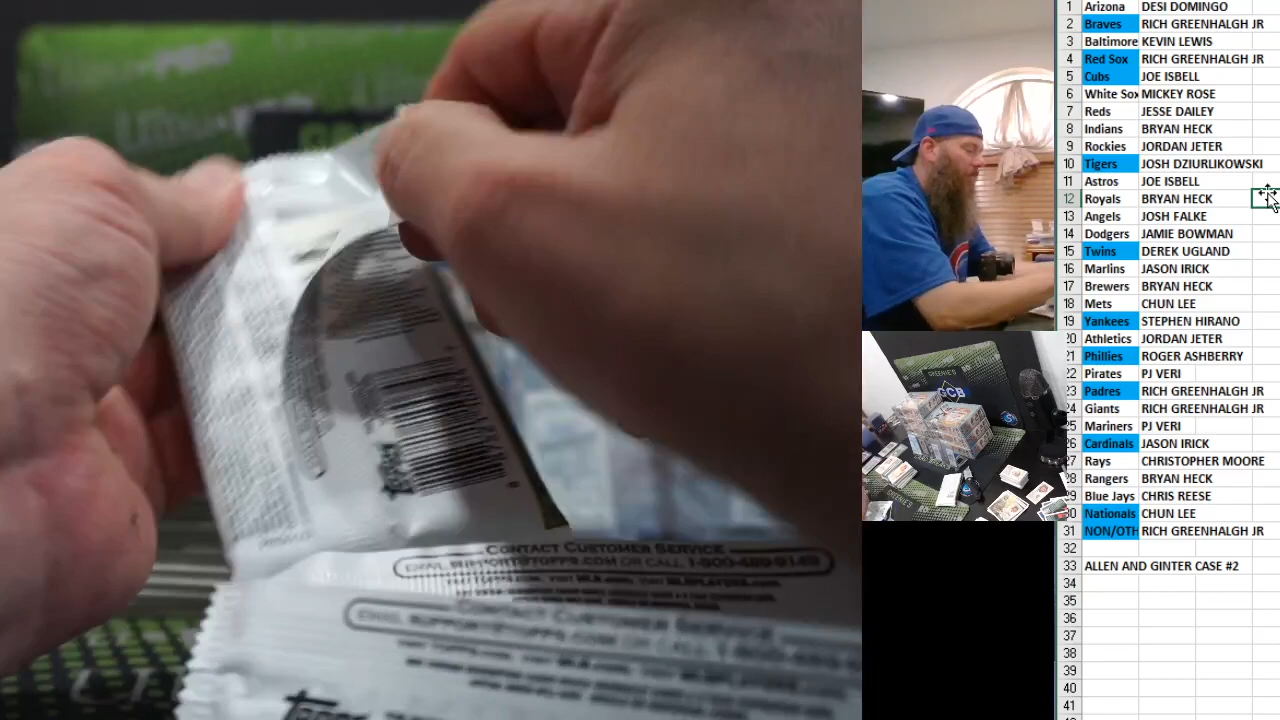 1 Arizona DESI DOMINGO
2 Braves RICH GREENHALGH JR
3 Baltimore KEVIN LEWIS
4 Red Sox RICH GREENHALGH JR
5 Cubs JOE ISBELL
6 White Sox MICKEY ROSE
7 Reds JESSE DAILEY
8 Indians BRYAN HECK
9 Rockies JORDAN JETER
10 Tigers JOSH DZIURLIKOWSKI
11 Astros JOE ISBELL
12 Royals BRYAN HECK
13 Angels JOSH FALKE
14 Dodgers JAMIE BOWMAN
15 Twins DEREK UGLAND
16 Marlins JASON IRICK
17 Brewers BRYAN HECK
18 Mets CHUN LEE
19 Yankees STEPHEN HIRANO
20 Athletics JORDAN JETER
21 Phillies ROGER ASHBERRY
22 Pirates PJ VERI
23 Padres RICH GREENHALGH JR
24 Giants RICH GREENHALGH JR
25 Mariners PJ VERI
26 Cardinals JASON IRICK
27 Rays CHRISTOPHER MOORE
28 Rangers BRYAN HECK
29 Blue Jays CHRIS REESE
30 Nationals CHUN LEE
31 NON/OTH RICH GREENHALGH JR
32
33 ALLEN AND GINTER CASE #2
34
35
36
37
38
39
40
41
GCB
CONTACT CUSTOMER SERVICE
OR CALL 1-800-489-9149
CONTACT CUSTOMER SERVICE